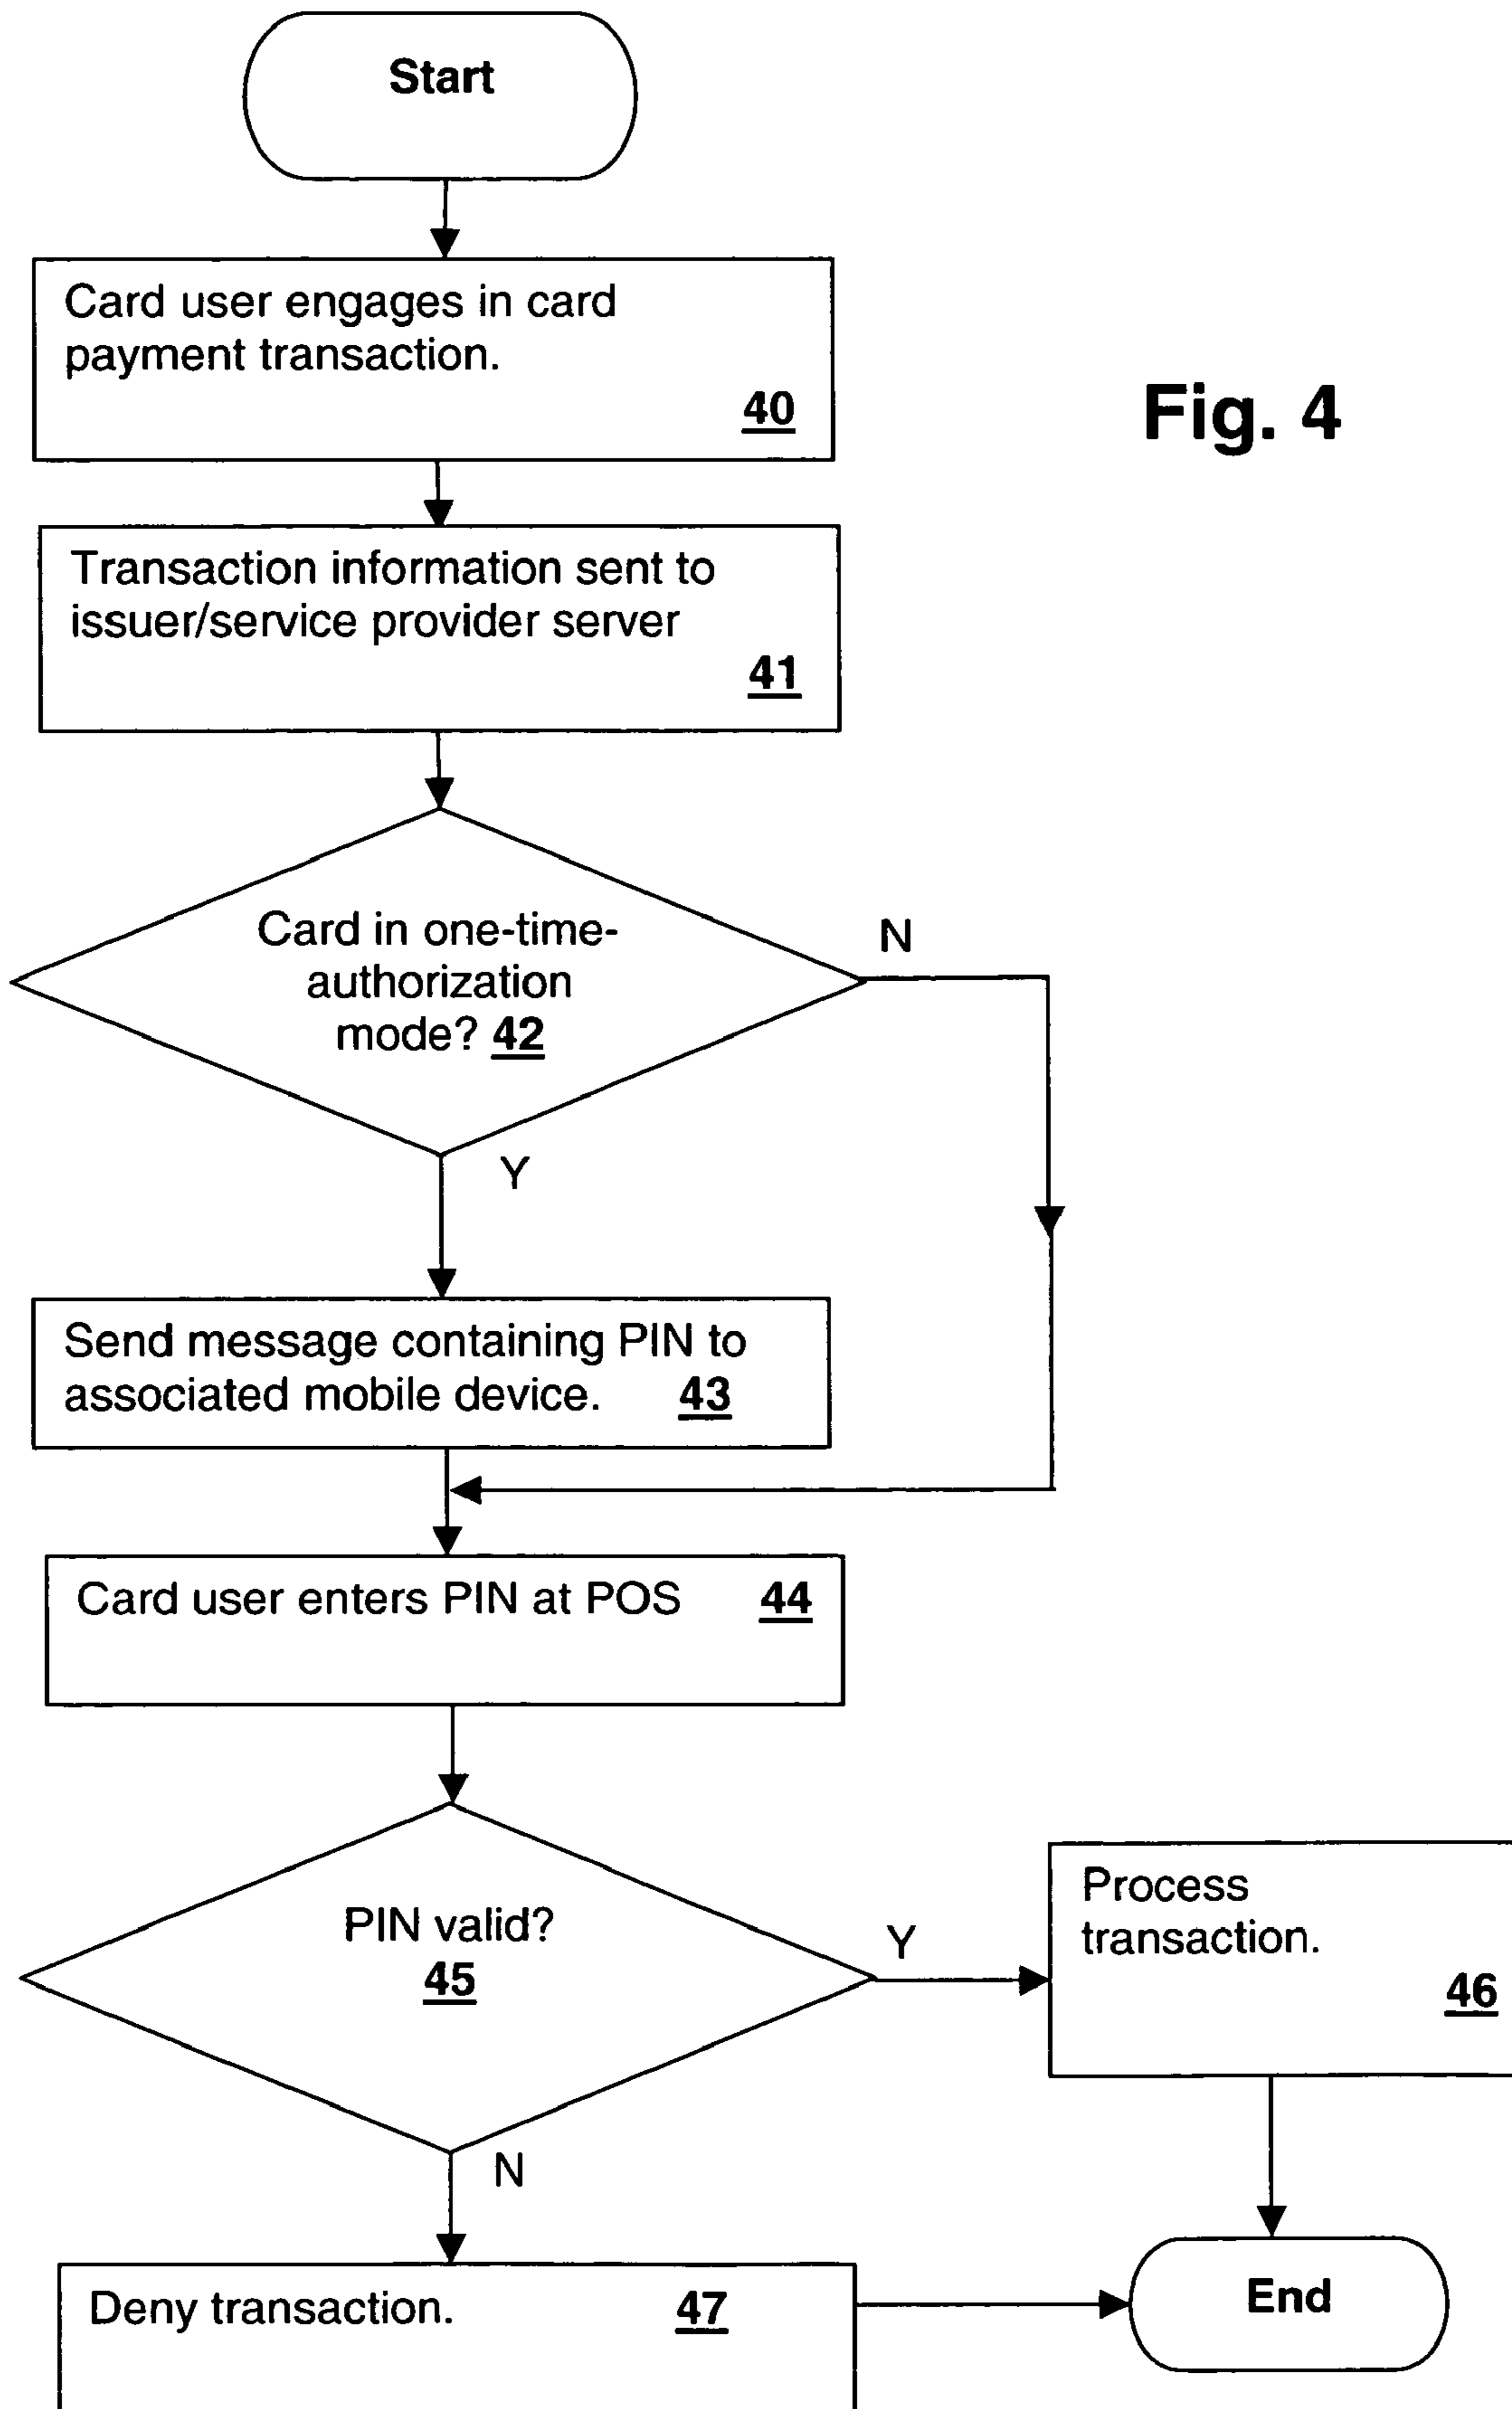 Start
Card user engages in card
payment transaction.
40
Fig. 4
Transaction information sent to
issuer/service provider server
41
Card in one-time-
authorization
mode? 42
N
Y
Send message containing PIN to
associated mobile device. 43
Card user enters PIN at POS 44
PIN valid?
45
Y
Process
transaction.
46
N
Deny transaction. 47
End